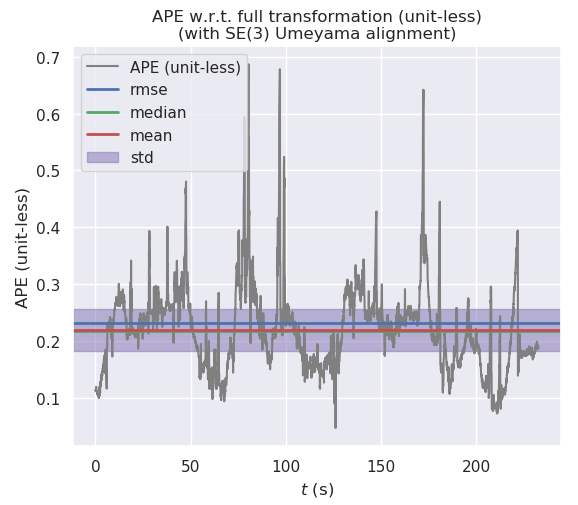 APE w.r.t. full transformation (unit-less)
(with SE(3) Umeyama alignment)
APE (unit-less)
rmse
median
mean
std
APE (unit-less)
0.7
0.6
0.5
0.4
0.3
0.2
0.1
0
50
100
150
200
t (s)